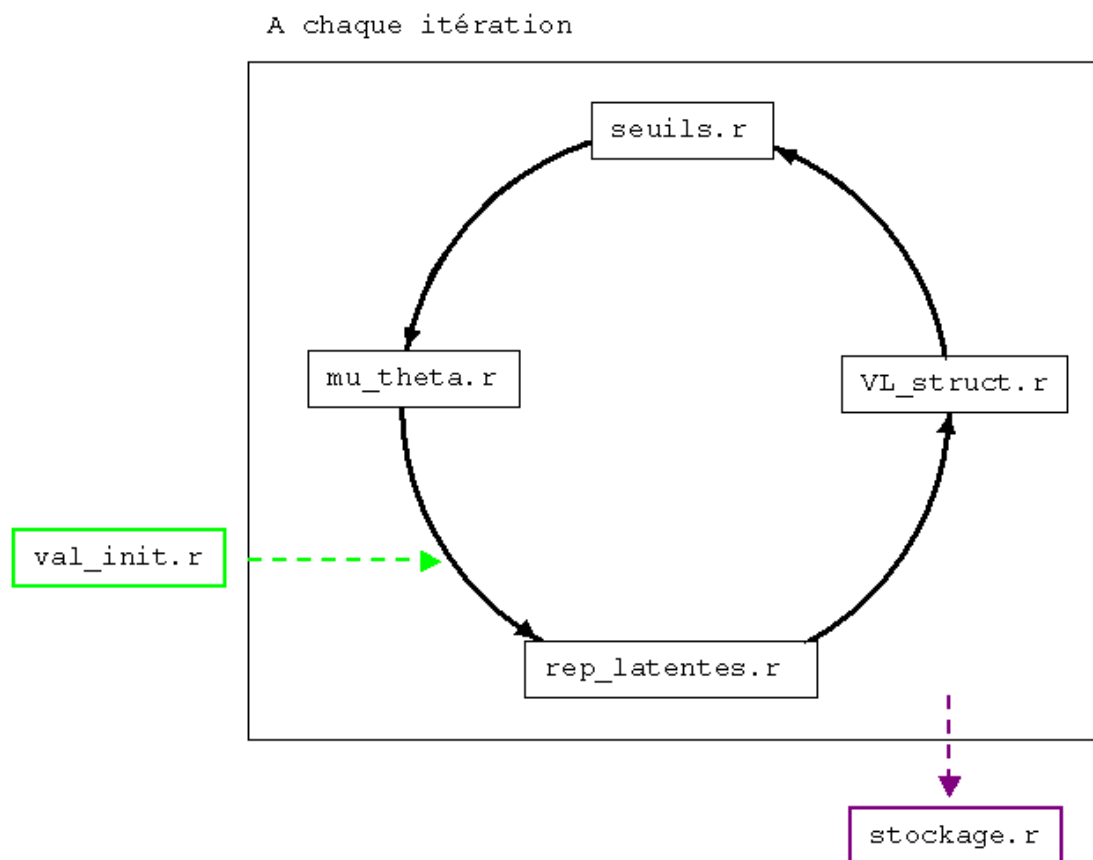 A chaque itération
seuils.r
mu_theta.r
VL_struct.r
val_init.r
rep_latentes.r
stockage.r